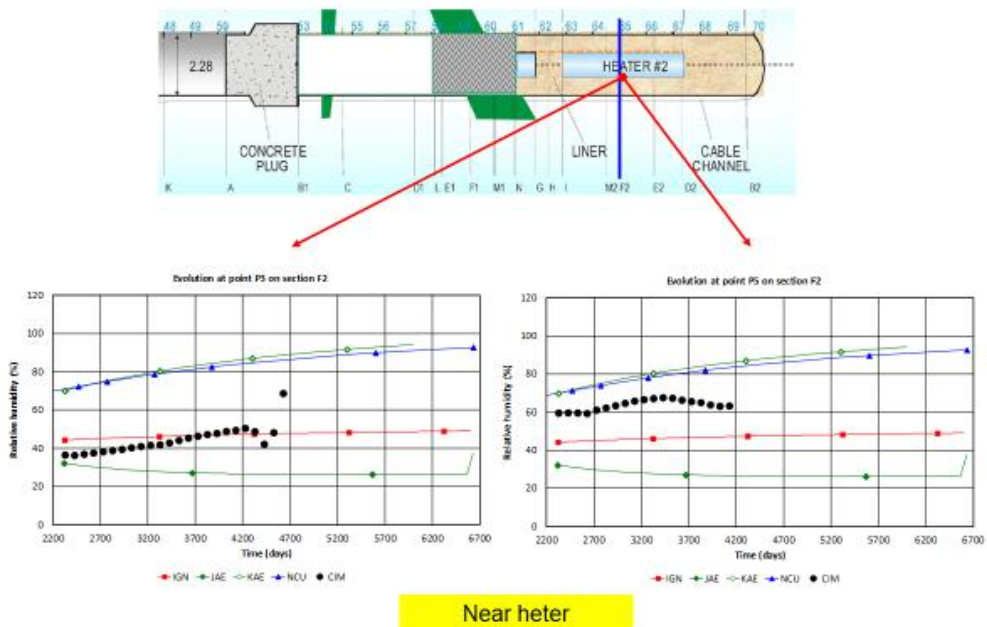 48 49 50 53 55 56 57 58 59 60 61 62 63 64 65 66 67 68 69 70
2.28
HEATER #2
CONCRETE
PLUG
LINER
CABLE
CHANNEL
K A B1 C D1 L E1 F1 M1 N G H I M2 F2 E2 D2 B2
Evolution at point P3 on section F2
Relative humidity (%)
120
100
80
60
40
20
0
2200 2700 3200 3700 4200 4700 5200 5700 6200 6700
Time (days)
IGN JAE KAE NCU CIM
Evolution at point P5 on section F2
Relative humidity (%)
120
100
80
60
40
20
0
2200 2700 3200 3700 4200 4700 5200 5700 6200 6700
Time (days)
IGN JAE KAE NCU CIM
Near heter